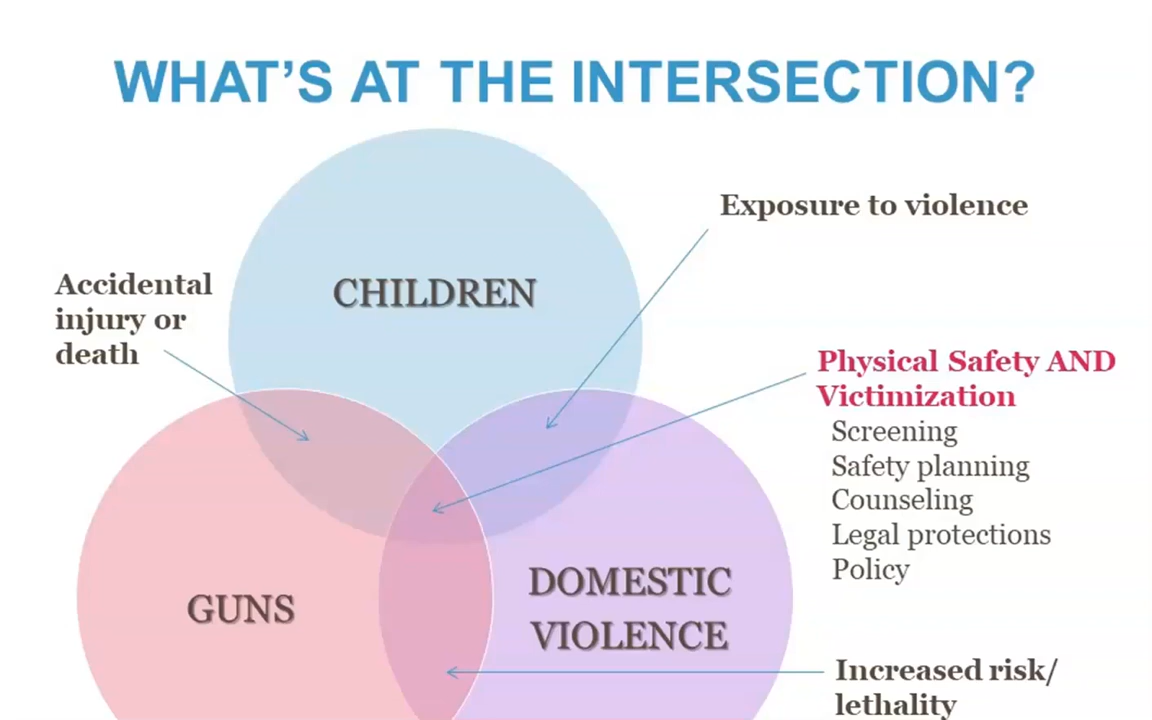 WHAT’S AT THE INTERSECTION?
Exposure to violence
Accidental
injury or
death
CHILDREN
Physical Safety AND
Victimization
Screening
Safety planning
Counseling
Legal protections
Policy
GUNS
DOMESTIC
VIOLENCE
Increased risk/
lethality